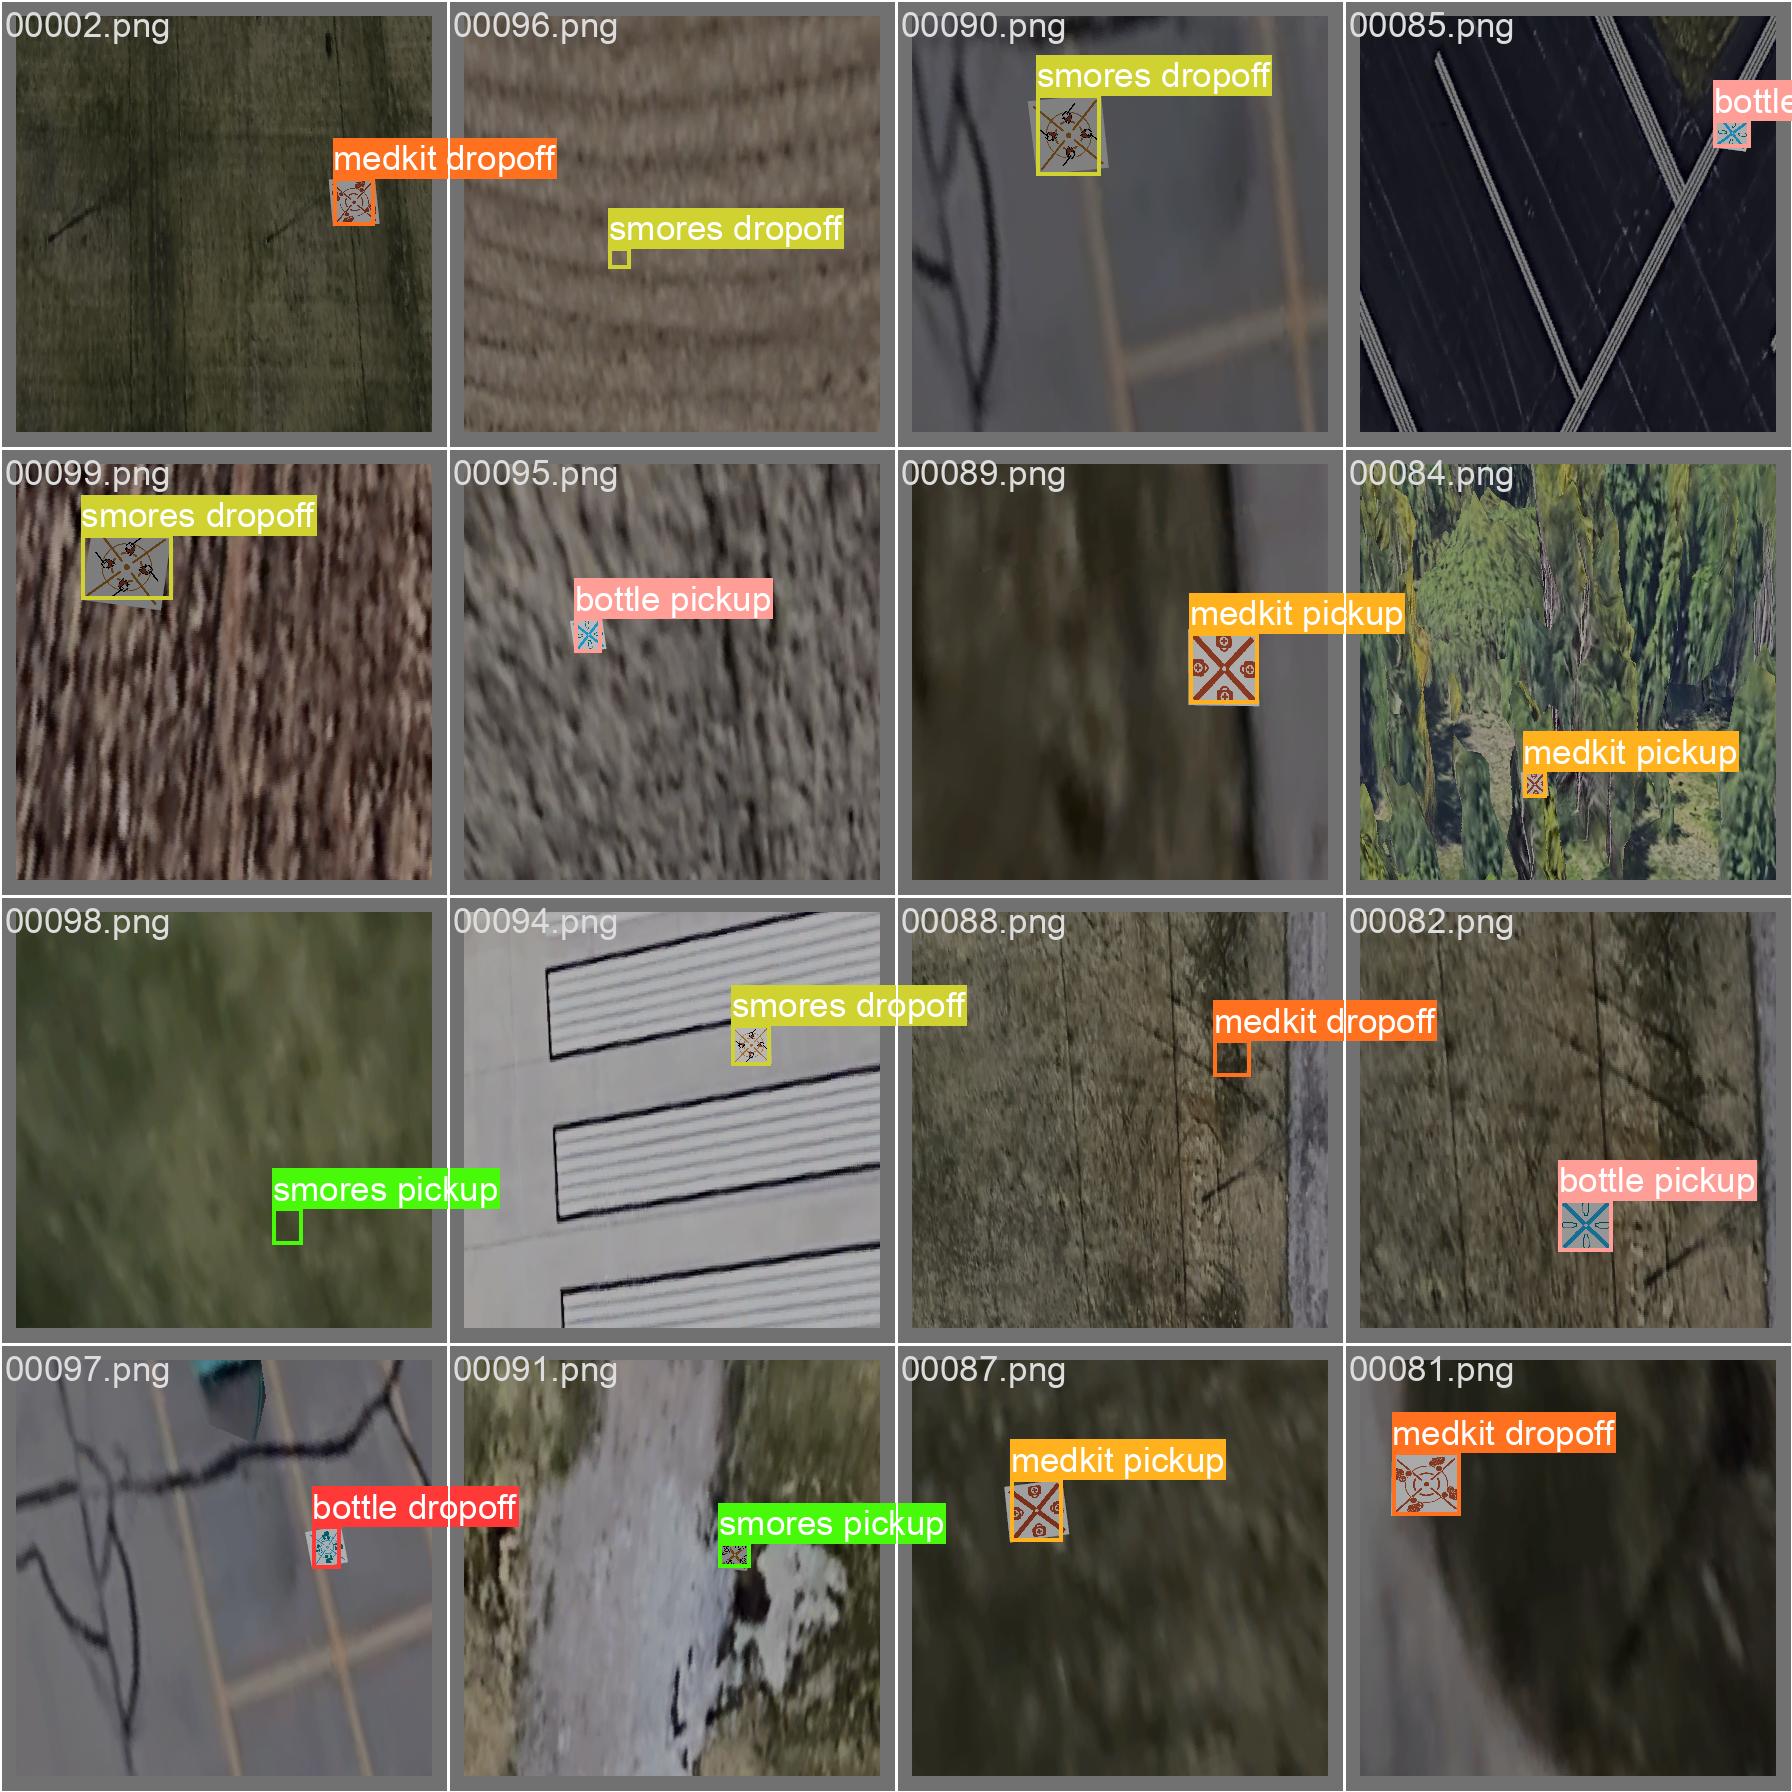 00002.png
medkit dropoff
00096.png
smores dropoff
00090.png
smores dropoff
00085.png
bottle
00099.png
smores dropoff
00095.png
bottle pickup
00089.png
medkit pickup
00084.png
medkit pickup
00098.png
smores pickup
00094.png
smores dropoff
00088.png
medkit dropoff
00082.png
bottle pickup
00097.png
bottle dropoff
00091.png
smores pickup
00087.png
medkit pickup
00081.png
medkit dropoff